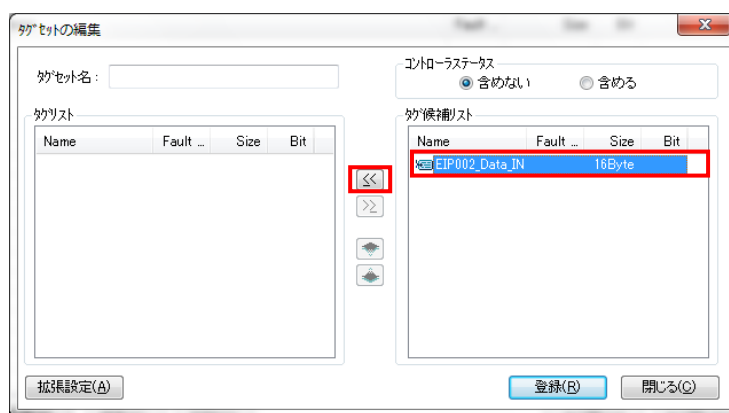 タグセットの編集
タグセット名 :
コントローラステータス
含めない 含める
タグリスト
Name Fault ... Size Bit
<<
>>
タグ候補リスト
Name Fault ... Size Bit
EIP002_Data_IN 16Byte
拡張設定(A)
登録(R)
閉じる(C)